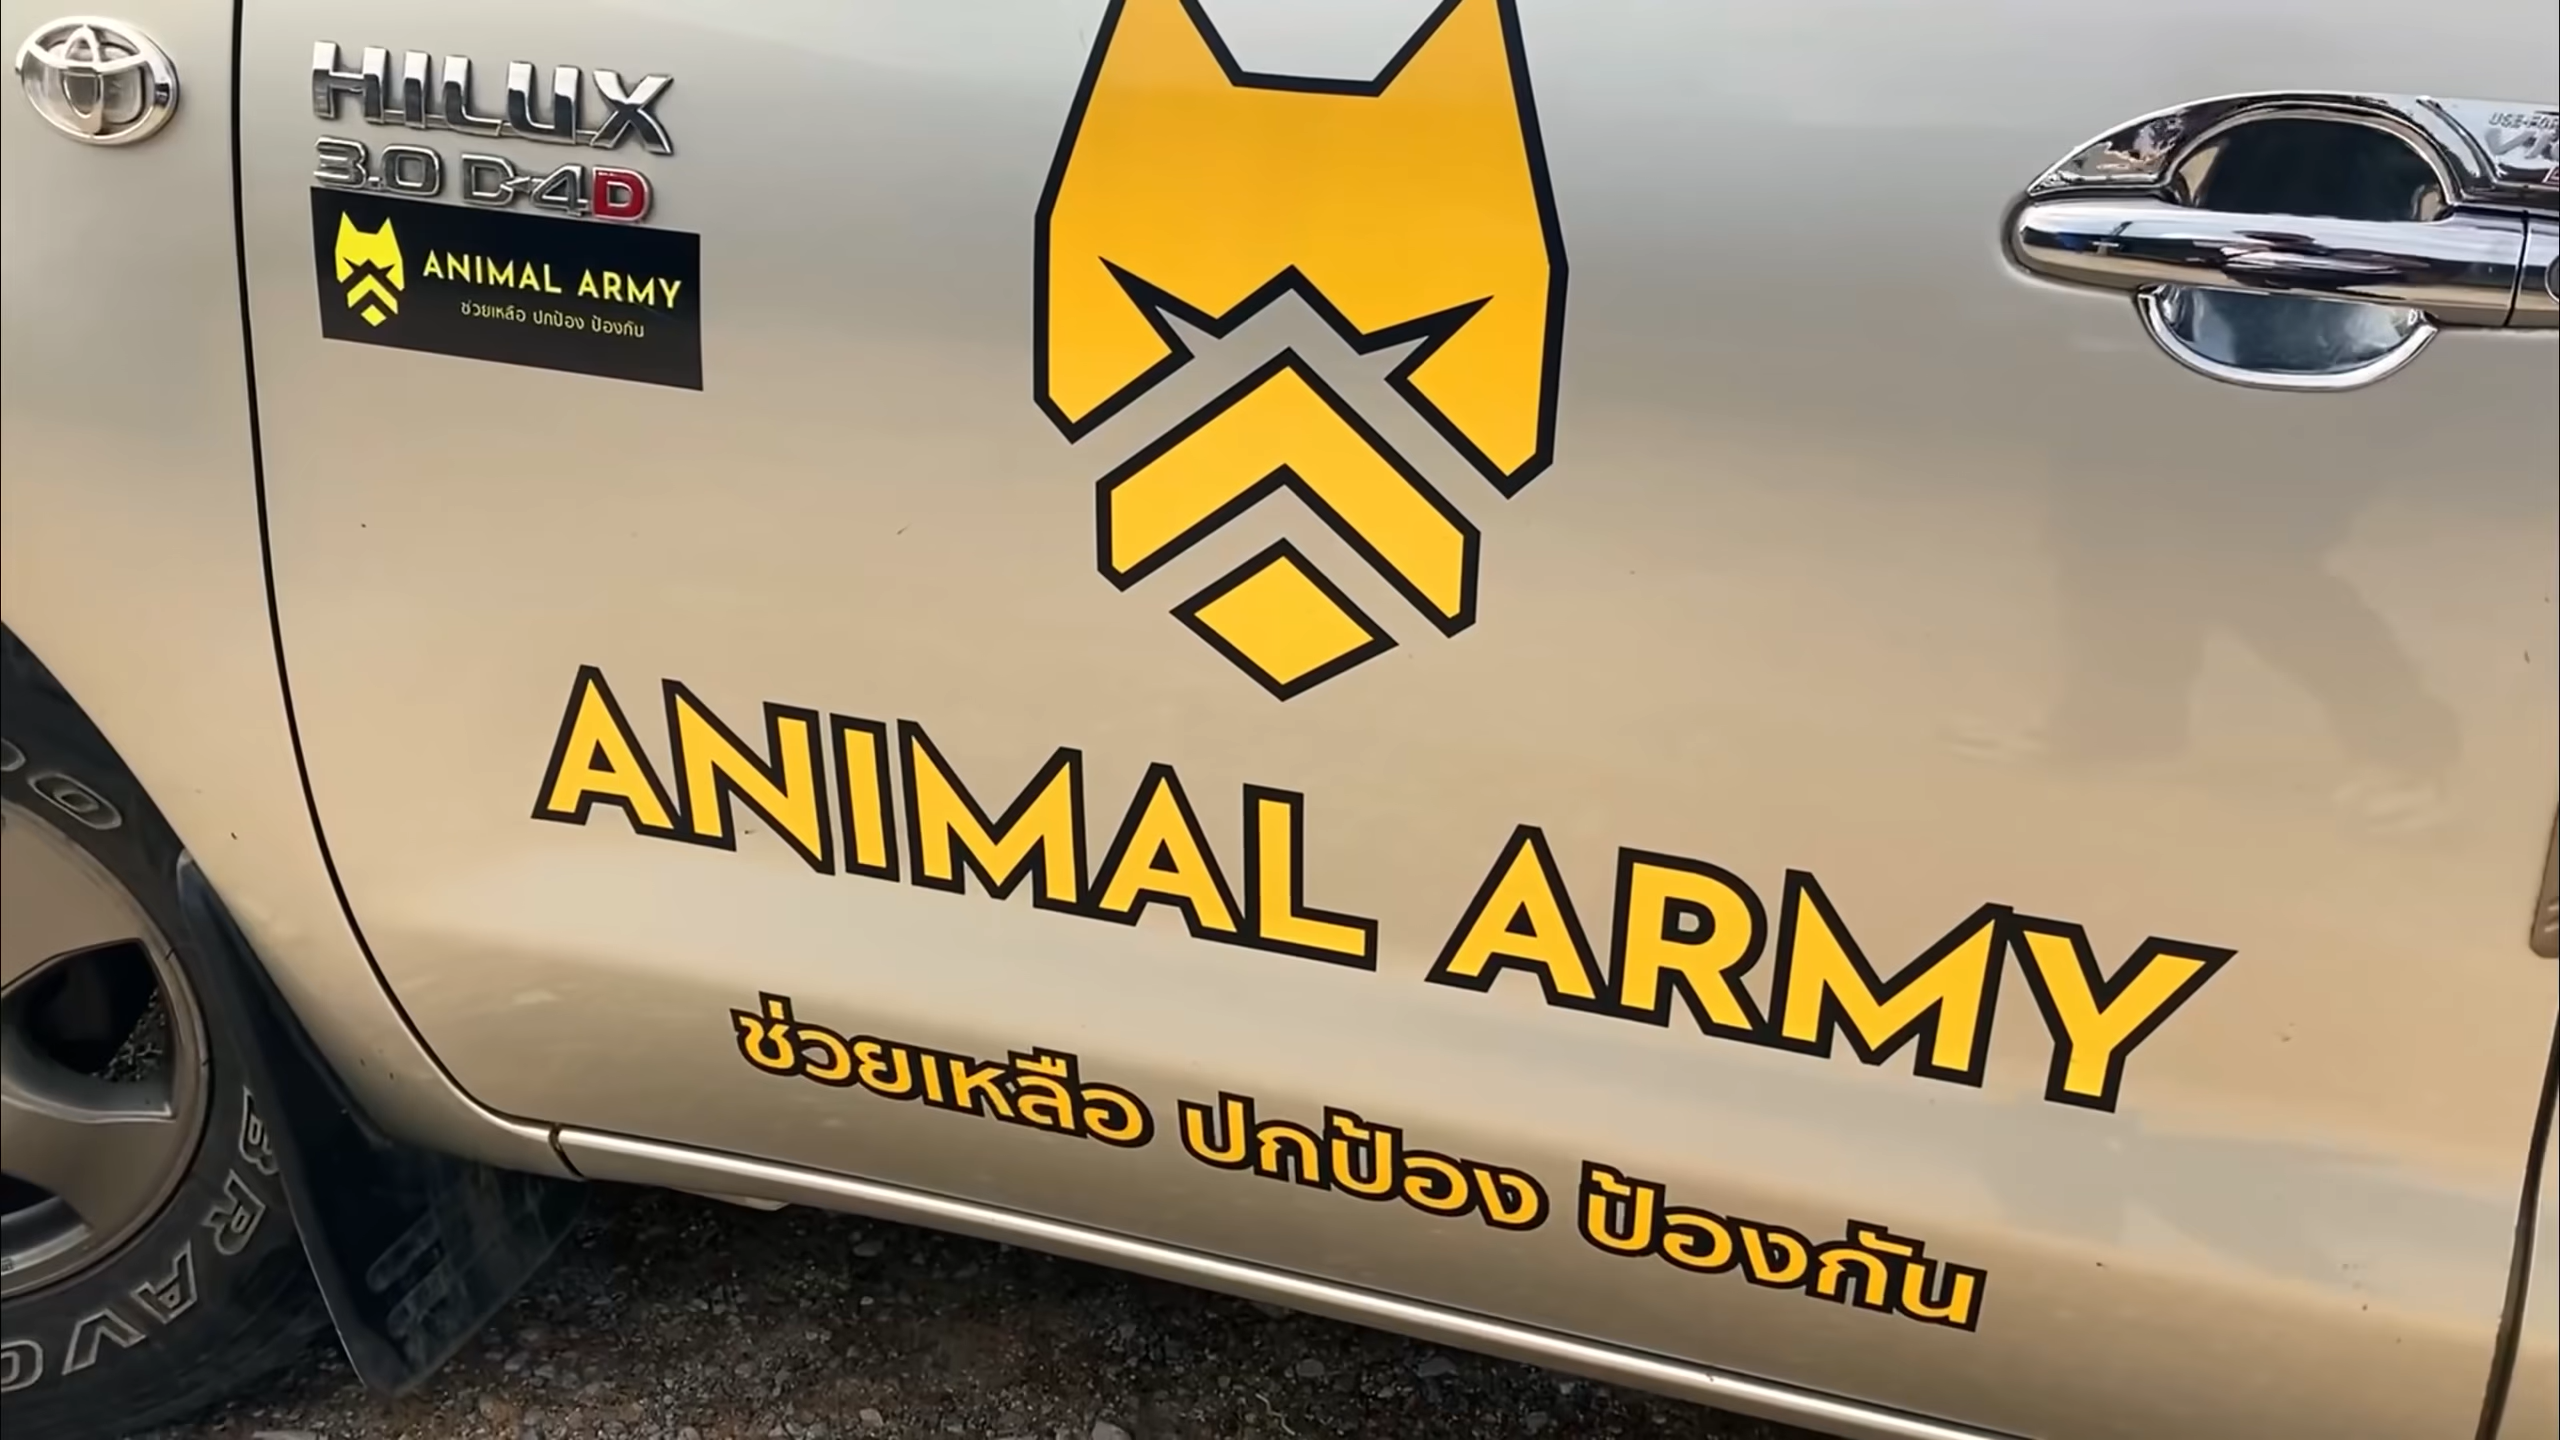 HILUX
3.0 D-4D
ANIMAL ARMY
ช่วยเหลือ ปกป้อง ป้องกัน
ANIMAL ARMY
ช่วยเหลือ ปกป้อง ป้องกัน
BRAVO